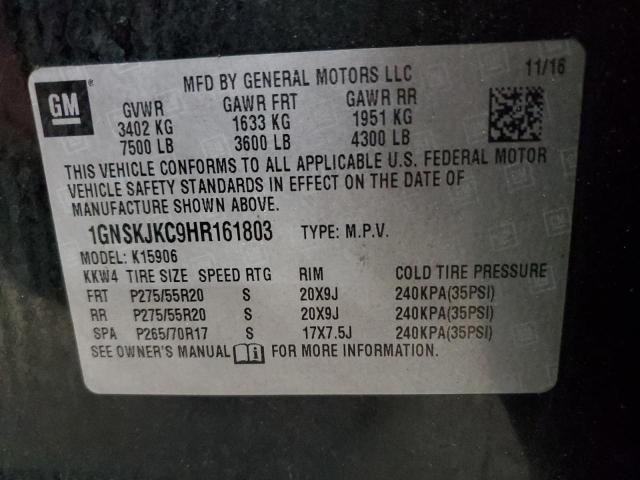 GM
MFD BY GENERAL MOTORS LLC 11/16
GVWR GAWR FRT GAWR RR
3402 KG 1633 KG 1951 KG
7500 LB 3600 LB 4300 LB
THIS VEHICLE CONFORMS TO ALL APPLICABLE U.S. FEDERAL MOTOR
VEHICLE SAFETY STANDARDS IN EFFECT ON THE DATE OF
MANUFACTURE SHOWN ABOVE.
1GNSKJKC9HR161803 TYPE: M.P.V.
MODEL: K15906
KKW4 TIRE SIZE SPEED RTG RIM COLD TIRE PRESSURE
FRT P275/55R20 S 20X9J 240KPA(35PSI)
RR P275/55R20 S 20X9J 240KPA(35PSI)
SPA P265/70R17 S 17X7.5J 240KPA(35PSI)
SEE OWNER'S MANUAL FOR MORE INFORMATION.